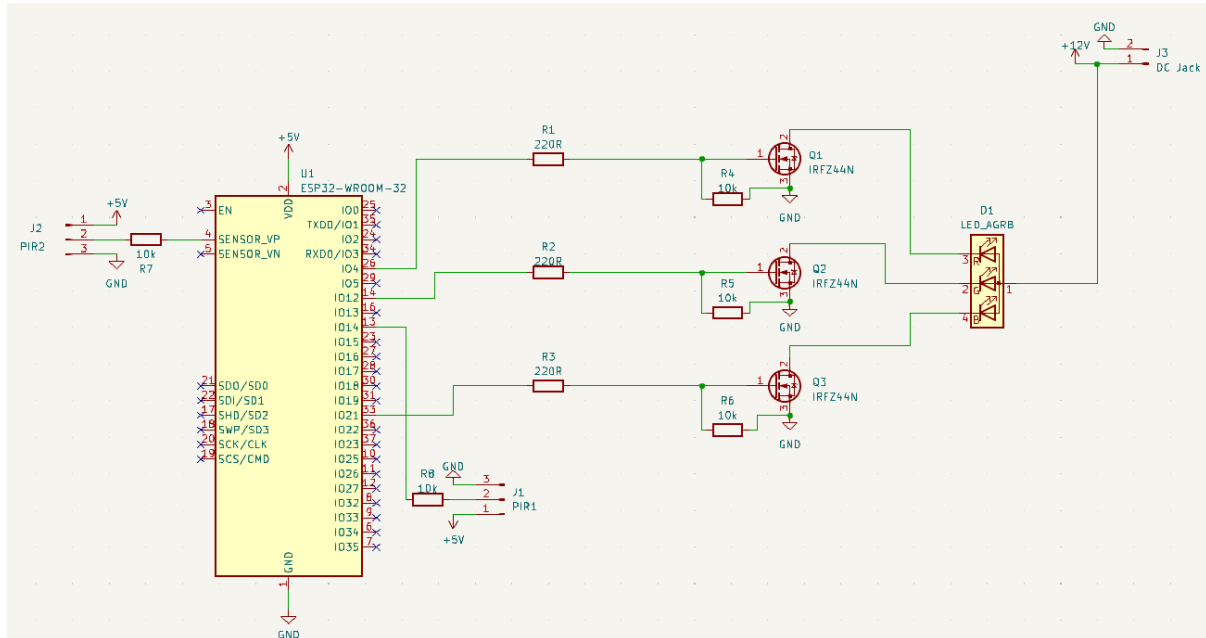 GND
+12V
2
J3
1
DC Jack
R1
220R
2
1
Q1
IRFZ44N
3
R4
10k
GND
+5V
U1
ESP32-WROOM-32
2
VDD
3
EN
IO0
25
TXD0/IO1
35
IO2
24
RXD0/IO3
34
IO4
26
IO5
29
IO12
14
IO13
16
IO14
13
IO15
23
IO16
27
IO17
28
IO18
30
IO19
31
IO21
33
IO22
36
IO23
37
IO25
10
IO26
11
IO27
12
IO32
8
IO33
9
IO34
6
IO35
7
J2
PIR2
1
+5V
2
3
GND
10k
R7
4
SENSOR_VP
5
SENSOR_VN
21
SDO/SD0
22
SDI/SD1
17
SHD/SD2
18
SWP/SD3
20
SCK/CLK
19
SCS/CMD
GND
1
GND
R2
220R
2
1
Q2
IRFZ44N
3
R5
10k
GND
D1
LED_AGRB
3
R
2
G
1
4
B
R3
220R
2
1
Q3
IRFZ44N
3
R6
10k
GND
R8
10k
GND
3
2
1
J1
PIR1
+5V